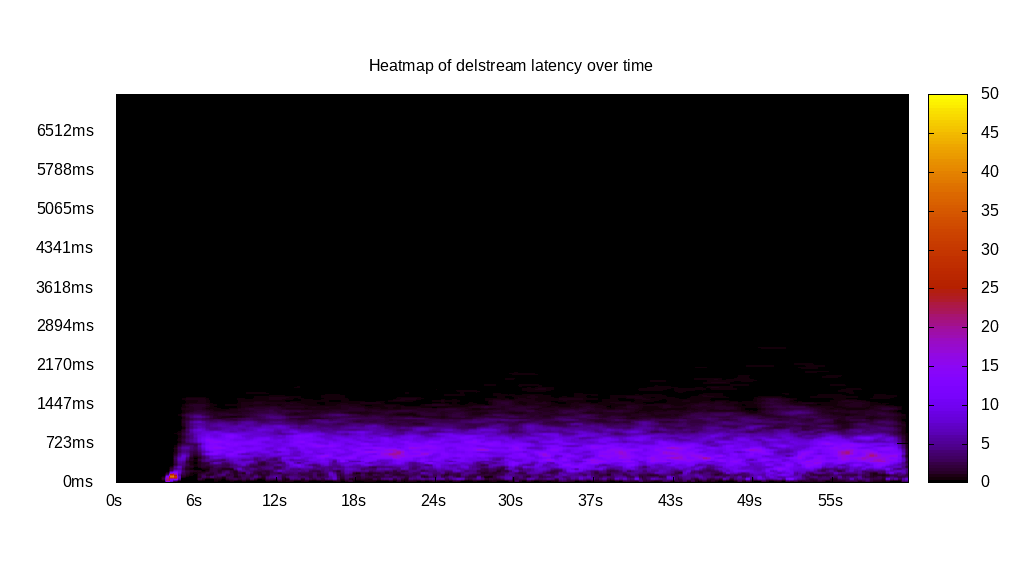 Heatmap of delstream latency over time
6512ms
5788ms
5065ms
4341ms
3618ms
2894ms
2170ms
1447ms
723ms
0ms
0s 6s 12s 18s 24s 30s 37s 43s 49s 55s
50
45
40
35
30
25
20
15
10
5
0